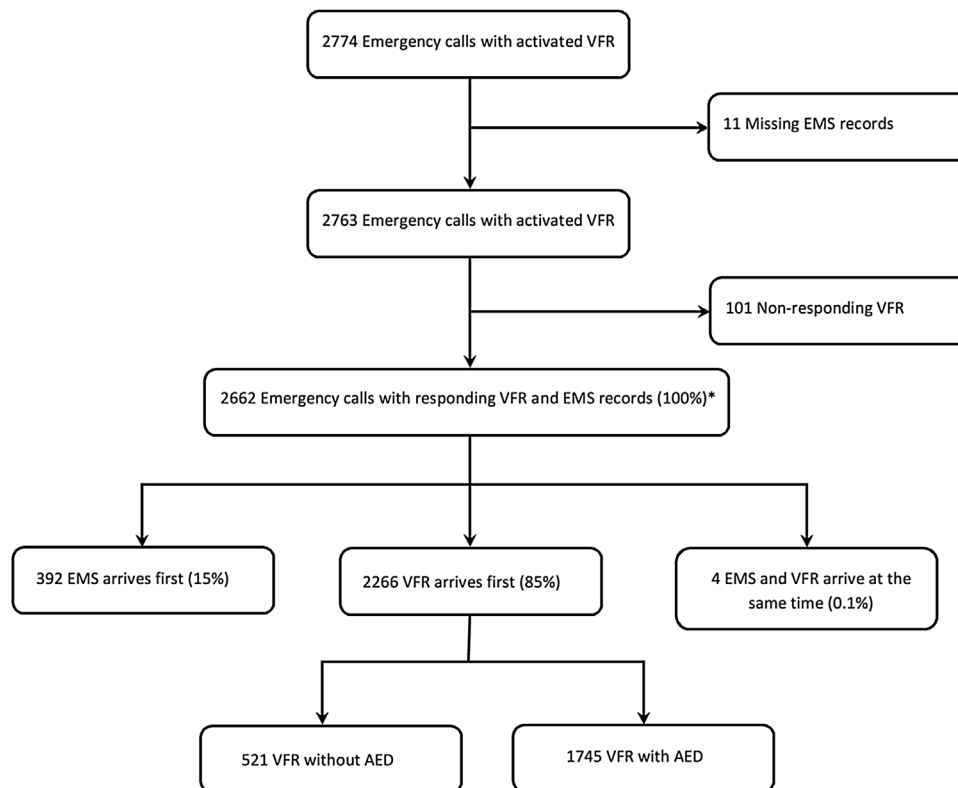 2774 Emergency calls with activated VFR
11 Missing EMS records
2763 Emergency calls with activated VFR
101 Non-responding VFR
2662 Emergency calls with responding VFR and EMS records (100%)*
392 EMS arrives first (15%)
2266 VFR arrives first (85%)
4 EMS and VFR arrive at the
same time (0.1%)
521 VFR without AED
1745 VFR with AED